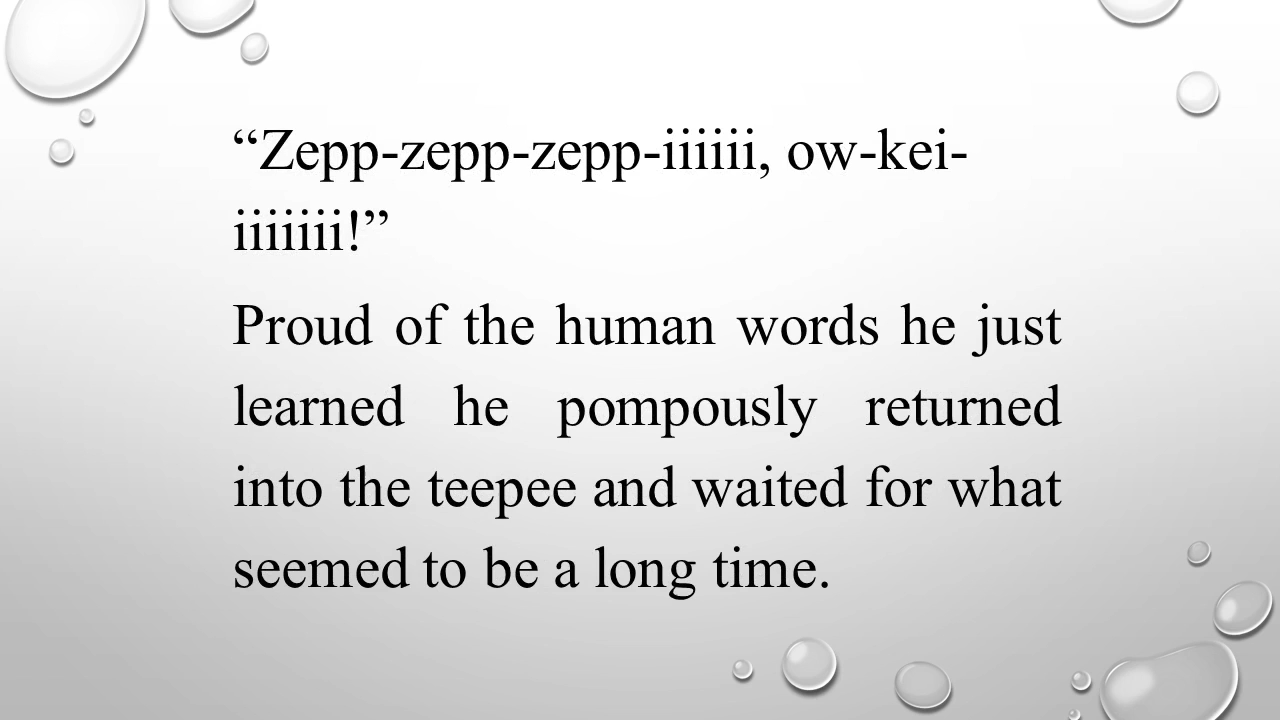 “Zepp-zepp-zepp-iiiiii, ow-kei-
iiiiiii!”
Proud of the human words he just
learned he pompously returned
into the teepee and waited for what
seemed to be a long time.